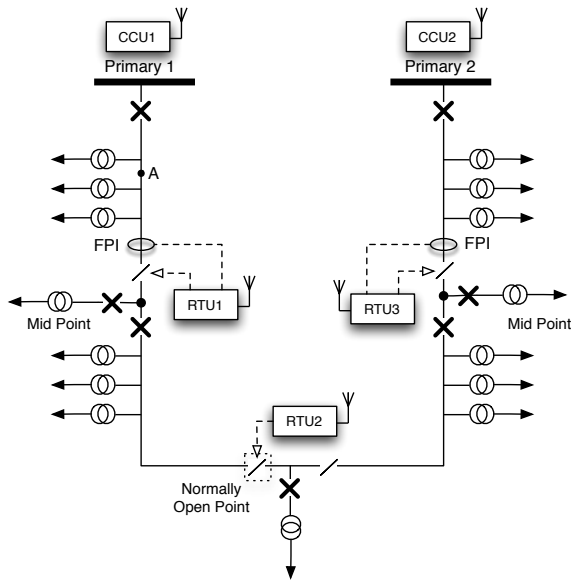 CCU1
CCU2
Primary 1
Primary 2
A
FPI
FPI
RTU1
RTU3
Mid Point
Mid Point
RTU2
Normally
Open Point